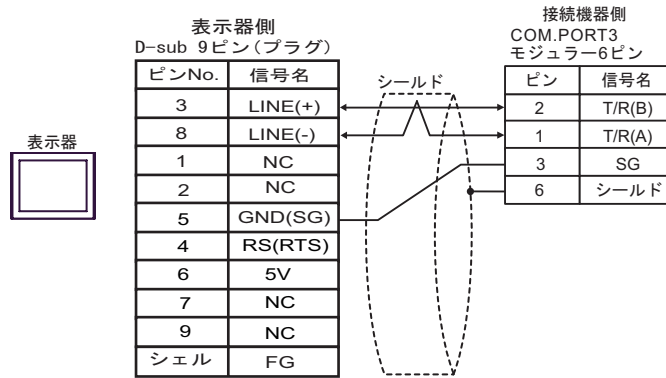 表示器側
D-sub 9ピン(プラグ)
ピンNo. 信号名
3 LINE(+)
8 LINE(-)
1 NC
2 NC
5 GND(SG)
4 RS(RTS)
6 5V
7 NC
9 NC
シェル FG
表示器
シールド
接続機器側
COM.PORT3
モジュラー6ピン
ピン 信号名
2 T/R(B)
1 T/R(A)
3 SG
6 シールド